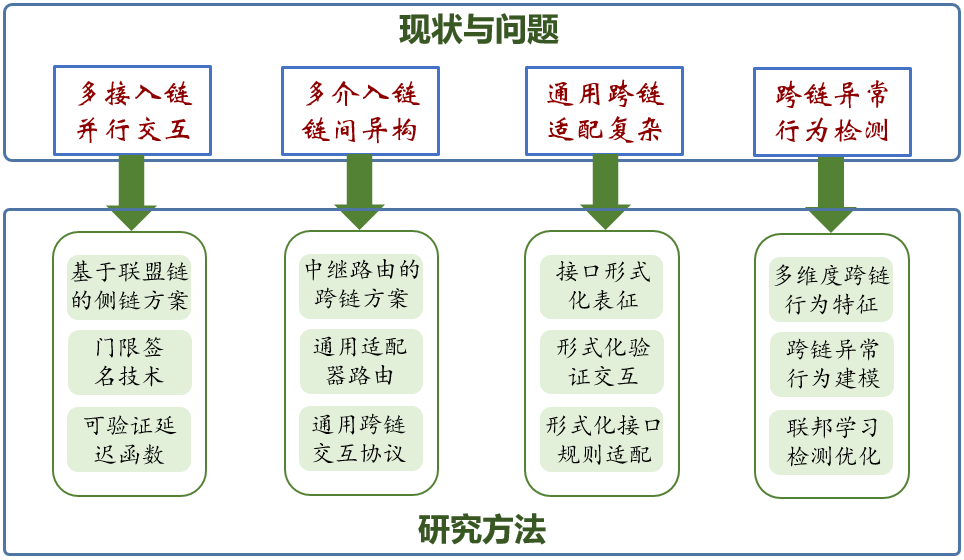 现状与问题
多接入链
并行交互
多介入链
链间异构
通用跨链
适配复杂
跨链异常
行为检测
基于联盟链
的侧链方案
门限签
名技术
可验证延
迟函数
中继路由的
跨链方案
通用适配
器路由
通用跨链
交互协议
接口形式
化表征
形式化验
证交互
形式化接口
规则适配
多维度跨链
行为特征
跨链异常
行为建模
联邦学习
检测优化
研究方法